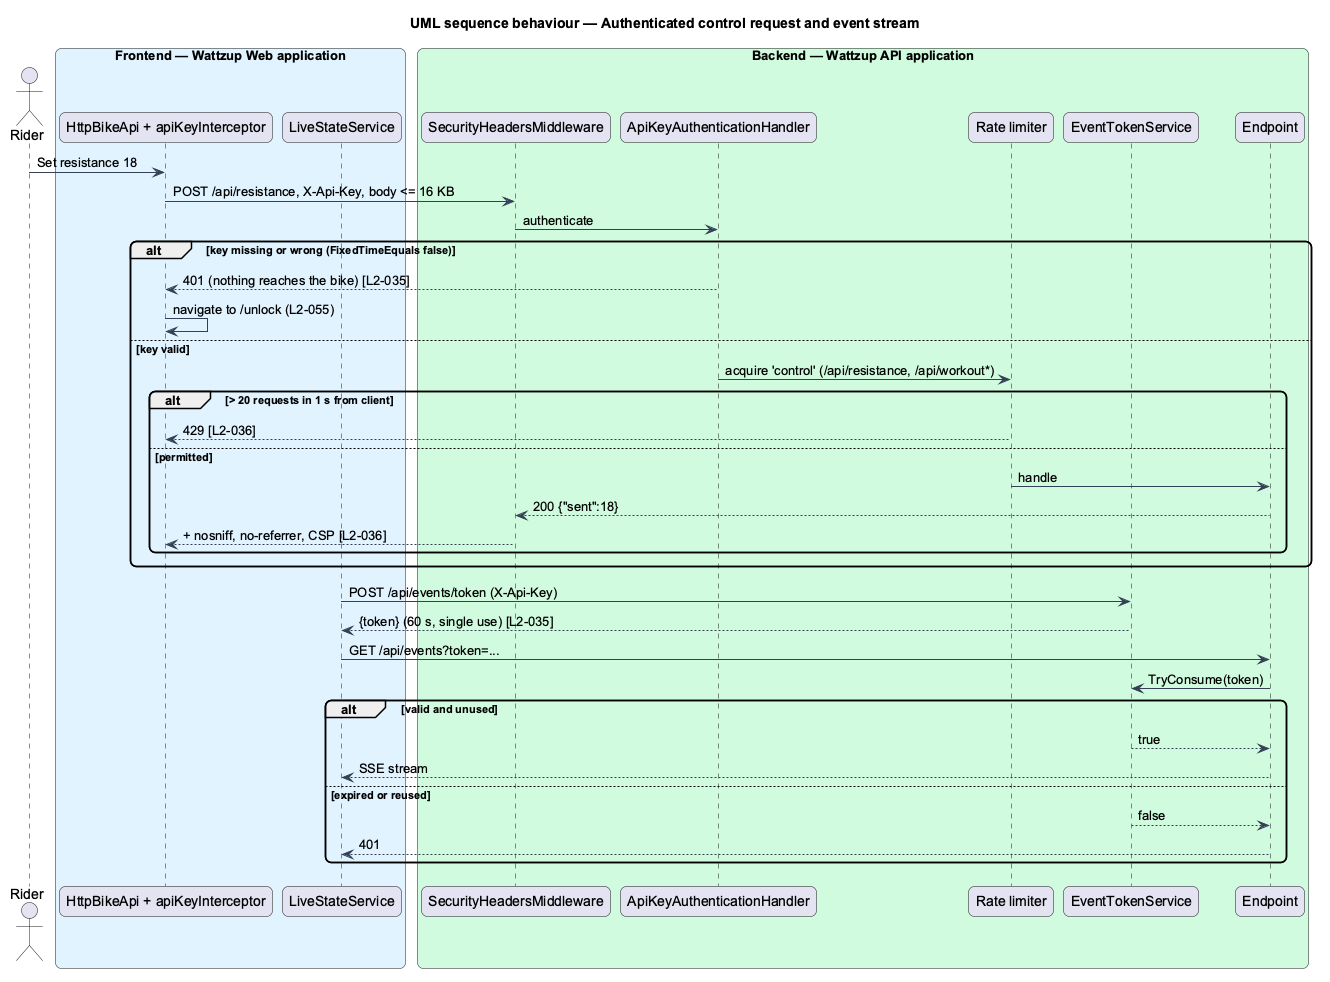 UML sequence behaviour — Authenticated control request and event stream
Frontend — Wattzup Web application
Backend — Wattzup API application
Rider
HttpBikeApi + apiKeyInterceptor
LiveStateService
SecurityHeadersMiddleware
ApiKeyAuthenticationHandler
Rate limiter
EventTokenService
Endpoint
Set resistance 18
POST /api/resistance, X-Api-Key, body <= 16 KB
authenticate
alt
[key missing or wrong (FixedTimeEquals false)]
401 (nothing reaches the bike) [L2-035]
navigate to /unlock (L2-055)
[key valid]
acquire 'control' (/api/resistance, /api/workout*)
alt
[> 20 requests in 1 s from client]
429 [L2-036]
[permitted]
handle
200 {"sent":18}
+ nosniff, no-referrer, CSP [L2-036]
POST /api/events/token (X-Api-Key)
{token} (60 s, single use) [L2-035]
GET /api/events?token=...
TryConsume(token)
alt
[valid and unused]
true
SSE stream
[expired or reused]
false
401
Rider
HttpBikeApi + apiKeyInterceptor
LiveStateService
SecurityHeadersMiddleware
ApiKeyAuthenticationHandler
Rate limiter
EventTokenService
Endpoint